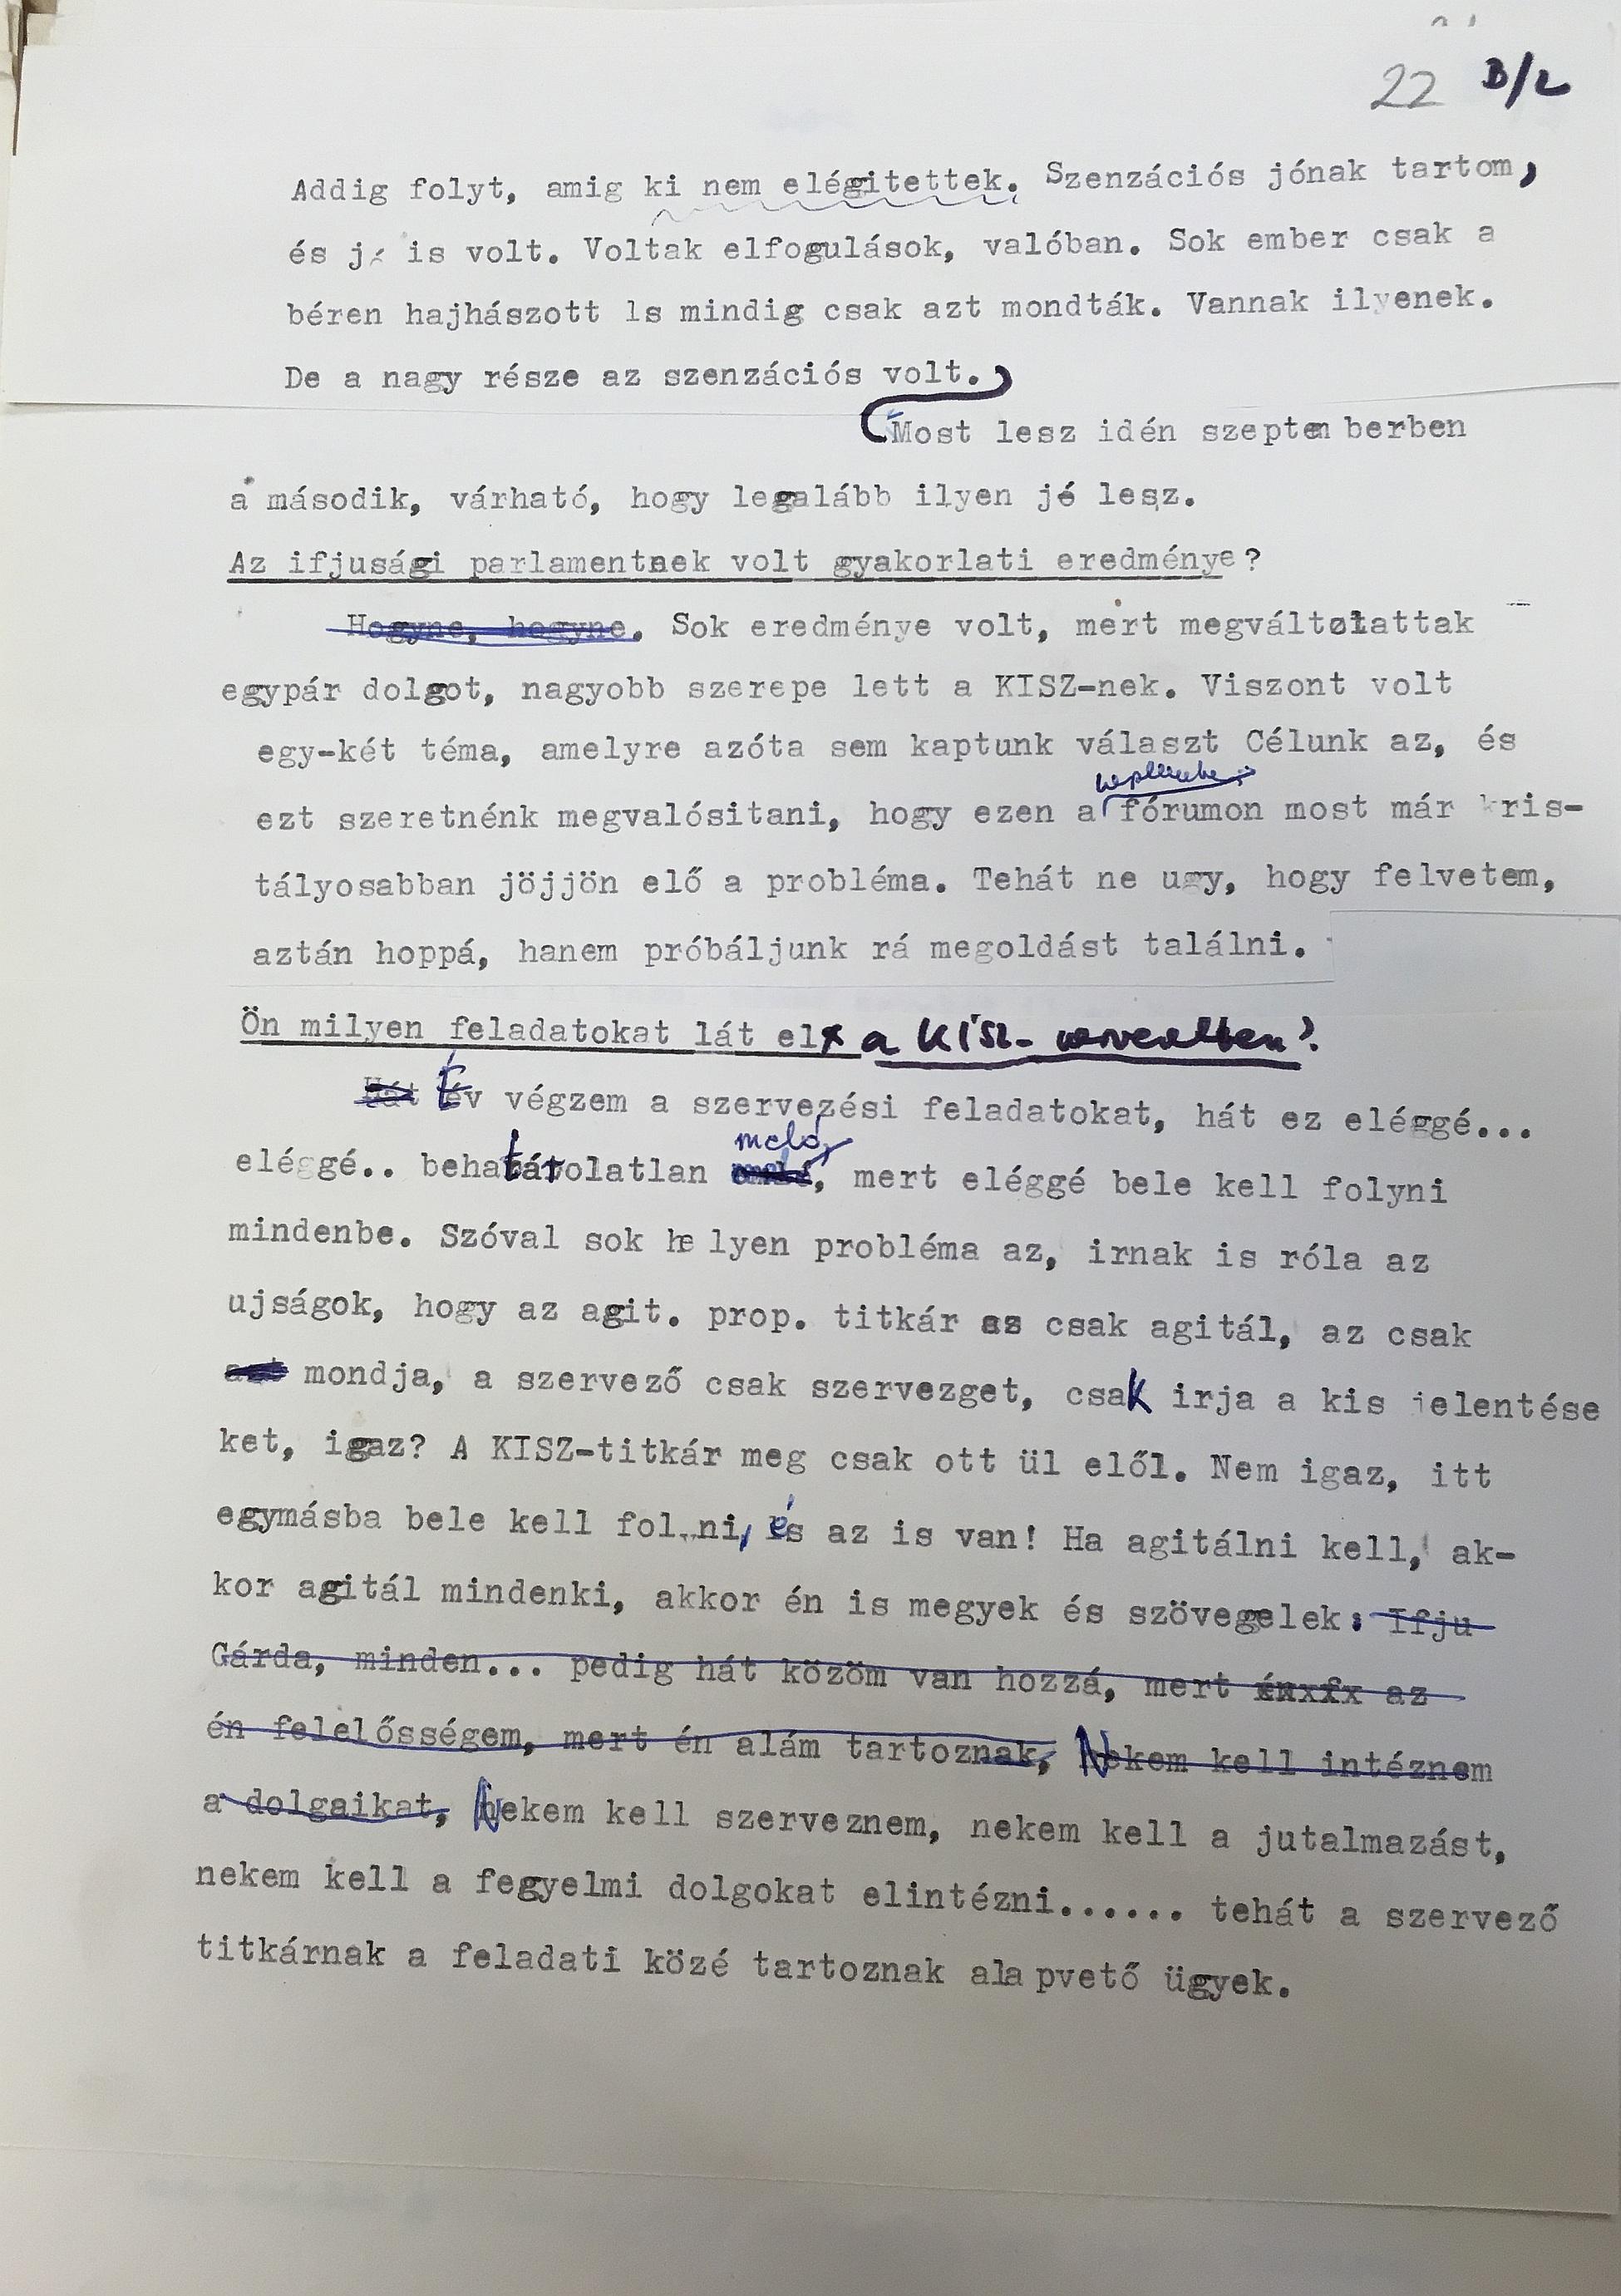 22 B/2
Addig folyt, amig ki nem elégitettek. Szenzációs jónak tartom,
és jó is volt. Voltak elfogulások, valóban. Sok ember csak a
béren hajhászott ls mindig csak azt mondták. Vannak ilyenek.
De a nagy része az szenzációs volt.
Most lesz idén szeptemberben
a második, várható, hogy legalább ilyen jó lesz.
Az ifjusági parlamentnek volt gyakorlati eredménye?
Hogyne, hogyne. Sok eredménye volt, mert megváltoztattak
egypár dolgot, nagyobb szerepe lett a KISZ-nek. Viszont volt
egy-két téma, amelyre azóta sem kaptunk választ Célunk az, és
ezt szeretnénk megvalósitani, hogy ezen a fórumon most már kris-
tályosabban jöjjön elő a probléma. Tehát ne ugy, hogy felvetem,
aztán hoppá, hanem próbáljunk rá megoldást találni.
Ön milyen feladatokat lát el a KISZ-vezetésben?
Hát Év végzem a szervezési feladatokat, hát ez eléggé...
meló,
eléggé.. behatárolatlan mert eléggé bele kell folyni
mindenbe. Szóval sok helyen probléma az, irnak is róla az
ujságok, hogy az agit. prop. titkár az csak agitál, az csak
azt mondja, a szervező csak szervezget, csak irja a kis jelentése
ket, igaz? A KISZ-titkár meg csak ott ül elől. Nem igaz, itt
egymásba bele kell folyni, és az is van! Ha agitálni kell, ak-
kor agitál mindenki, akkor én is megyek és szövegelek: Ifju
Gárda, minden... pedig hát közöm van hozzá, mert az
én felelősségem, mert én alám tartoznak, Nekem kell intéznem
a dolgaikat, Nekem kell szerveznem, nekem kell a jutalmazást,
nekem kell a fegyelmi dolgokat elintézni...... tehát a szervező
titkárnak a feladati közé tartoznak alapvető ügyek.